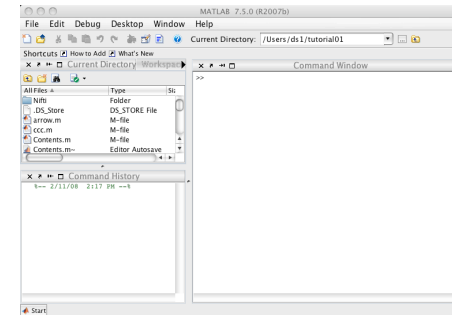 MATLAB 7.5.0 (R2007b)
File Edit Debug Desktop Window Help
Current Directory: /Users/ds1/tutorial01
Shortcuts How to Add What's New
Current Directory Workspac
All Files Type Siz
Nifti Folder
.DS_Store DS_STORE File
arrow.m M-file
ccc.m M-file
Contents.m M-file
Contents.m~ Editor Autosave
Command History
%-- 2/11/08 2:17 PM --%
Command Window
>>
Start